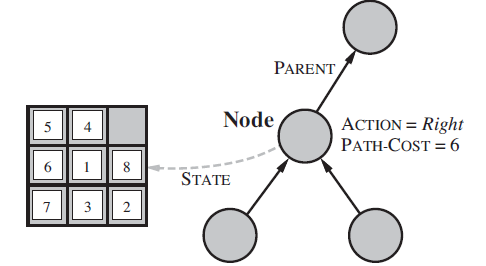 PARENT
Node
ACTION = Right
PATH-COST = 6
STATE
5 4
6 1 8
7 3 2